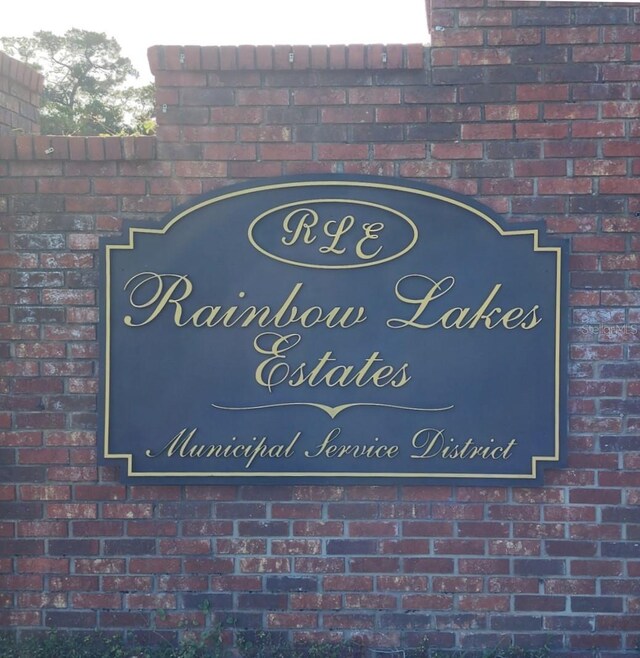 RLE
Rainbow Lakes
Estates
Municipal Service District